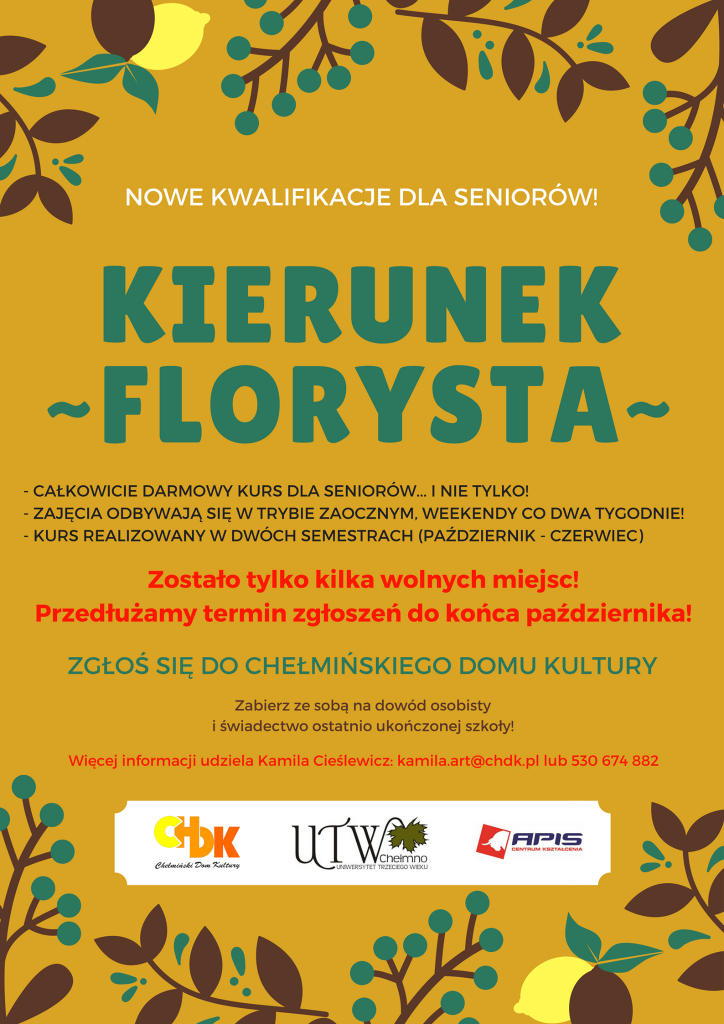 NOWE KWALIFIKACJE DLA SENIORÓW!
KIERUNEK
~FLORYSTA~
- CAŁKOWICIE DARMOWY KURS DLA SENIORÓW... I NIE TYLKO!
- ZAJĘCIA ODBYWAJĄ SIĘ W TRYBIE ZAOCZNYM, WEEKENDY CO DWA TYGODNIE!
- KURS REALIZOWANY W DWÓCH SEMESTRACH (PAŹDZIERNIK - CZERWIEC)
Zostało tylko kilka wolnych miejsc!
Przedłużamy termin zgłoszeń do końca października!
ZGŁOŚ SIĘ DO CHEŁMIŃSKIEGO DOMU KULTURY
Zabierz ze sobą na dowód osobisty
i świadectwo ostatnio ukończonej szkoły!
Więcej informacji udziela Kamila Cieślewicz: kamila.art@chdk.pl lub 530 674 882
CHDK
Chełmiński Dom Kultury
UTW
Chełmno
UNIWERSYTET TRZECIEGO WIEKU
APIS
CENTRUM KSZTAŁCENIA